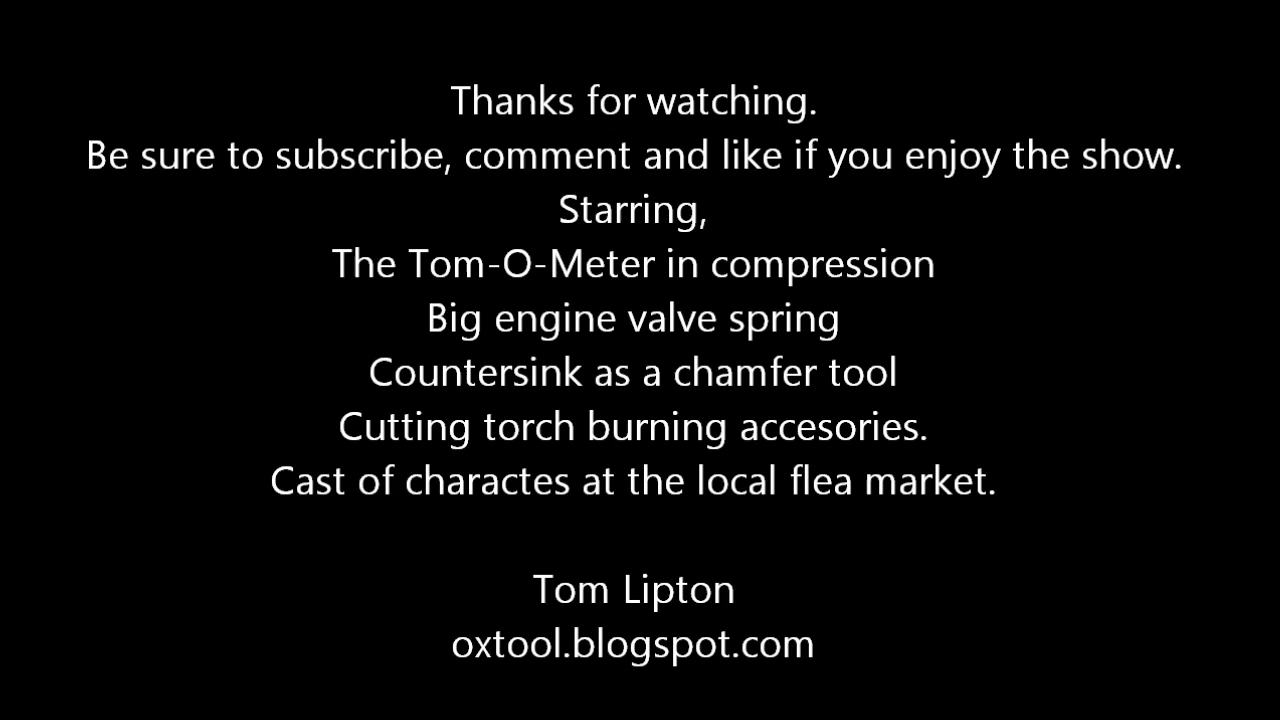 Thanks for watching.
Be sure to subscribe, comment and like if you enjoy the show.
Starring,
The Tom-O-Meter in compression
Big engine valve spring
Countersink as a chamfer tool
Cutting torch burning accesories.
Cast of charactes at the local flea market.
Tom Lipton
oxtool.blogspot.com